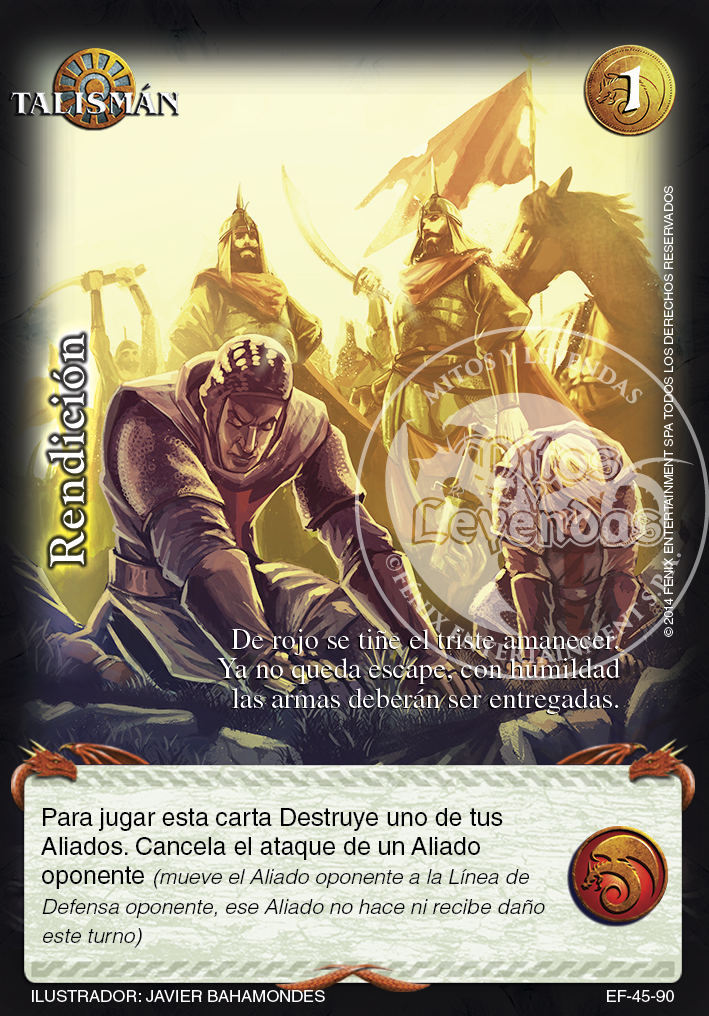 TALISMÁN
1
Rendición
MITOS Y LEYENDAS
Mitos
Leyendas
© FENIX ENTERTAINMENT S.P.A.
© 2014 FENIX ENTERTAINMENT SPA TODOS LOS DERECHOS RESERVADOS
De rojo se tiñe el triste amanecer.
Ya no queda escape, con humildad
las armas deberán ser entregadas.
Para jugar esta carta Destruye uno de tus
Aliados. Cancela el ataque de un Aliado
oponente (mueve el Aliado oponente a la Línea de
Defensa oponente, ese Aliado no hace ni recibe daño
este turno)
ILUSTRADOR: JAVIER BAHAMONDES
EF-45-90